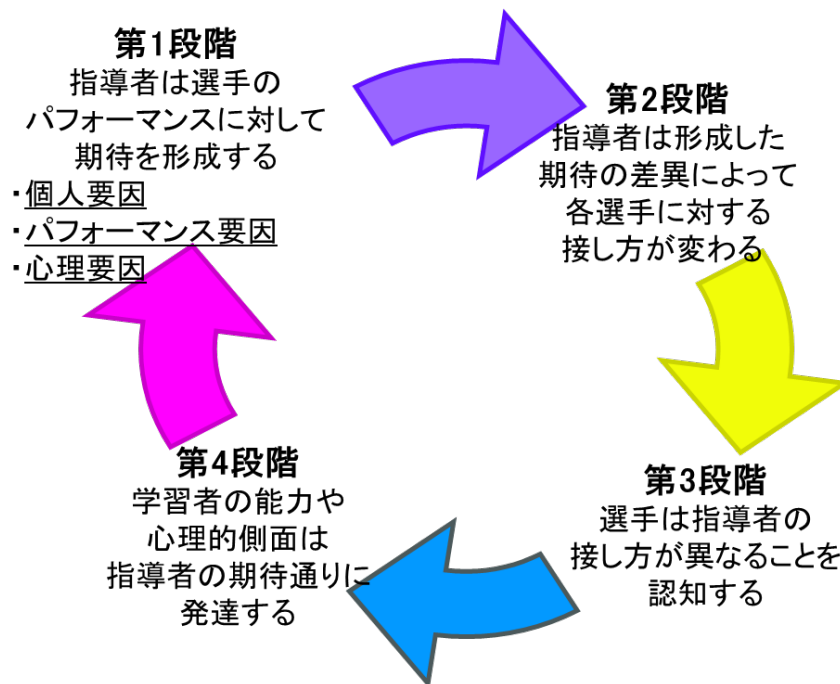 第1段階
指導者は選手の
パフォーマンスに対して
期待を形成する
・個人要因
・パフォーマンス要因
・心理要因
第2段階
指導者は形成した
期待の差異によって
各選手に対する
接し方が変わる
第3段階
選手は指導者の
接し方が異なることを
認知する
第4段階
学習者の能力や
心理的側面は
指導者の期待通りに
発達する